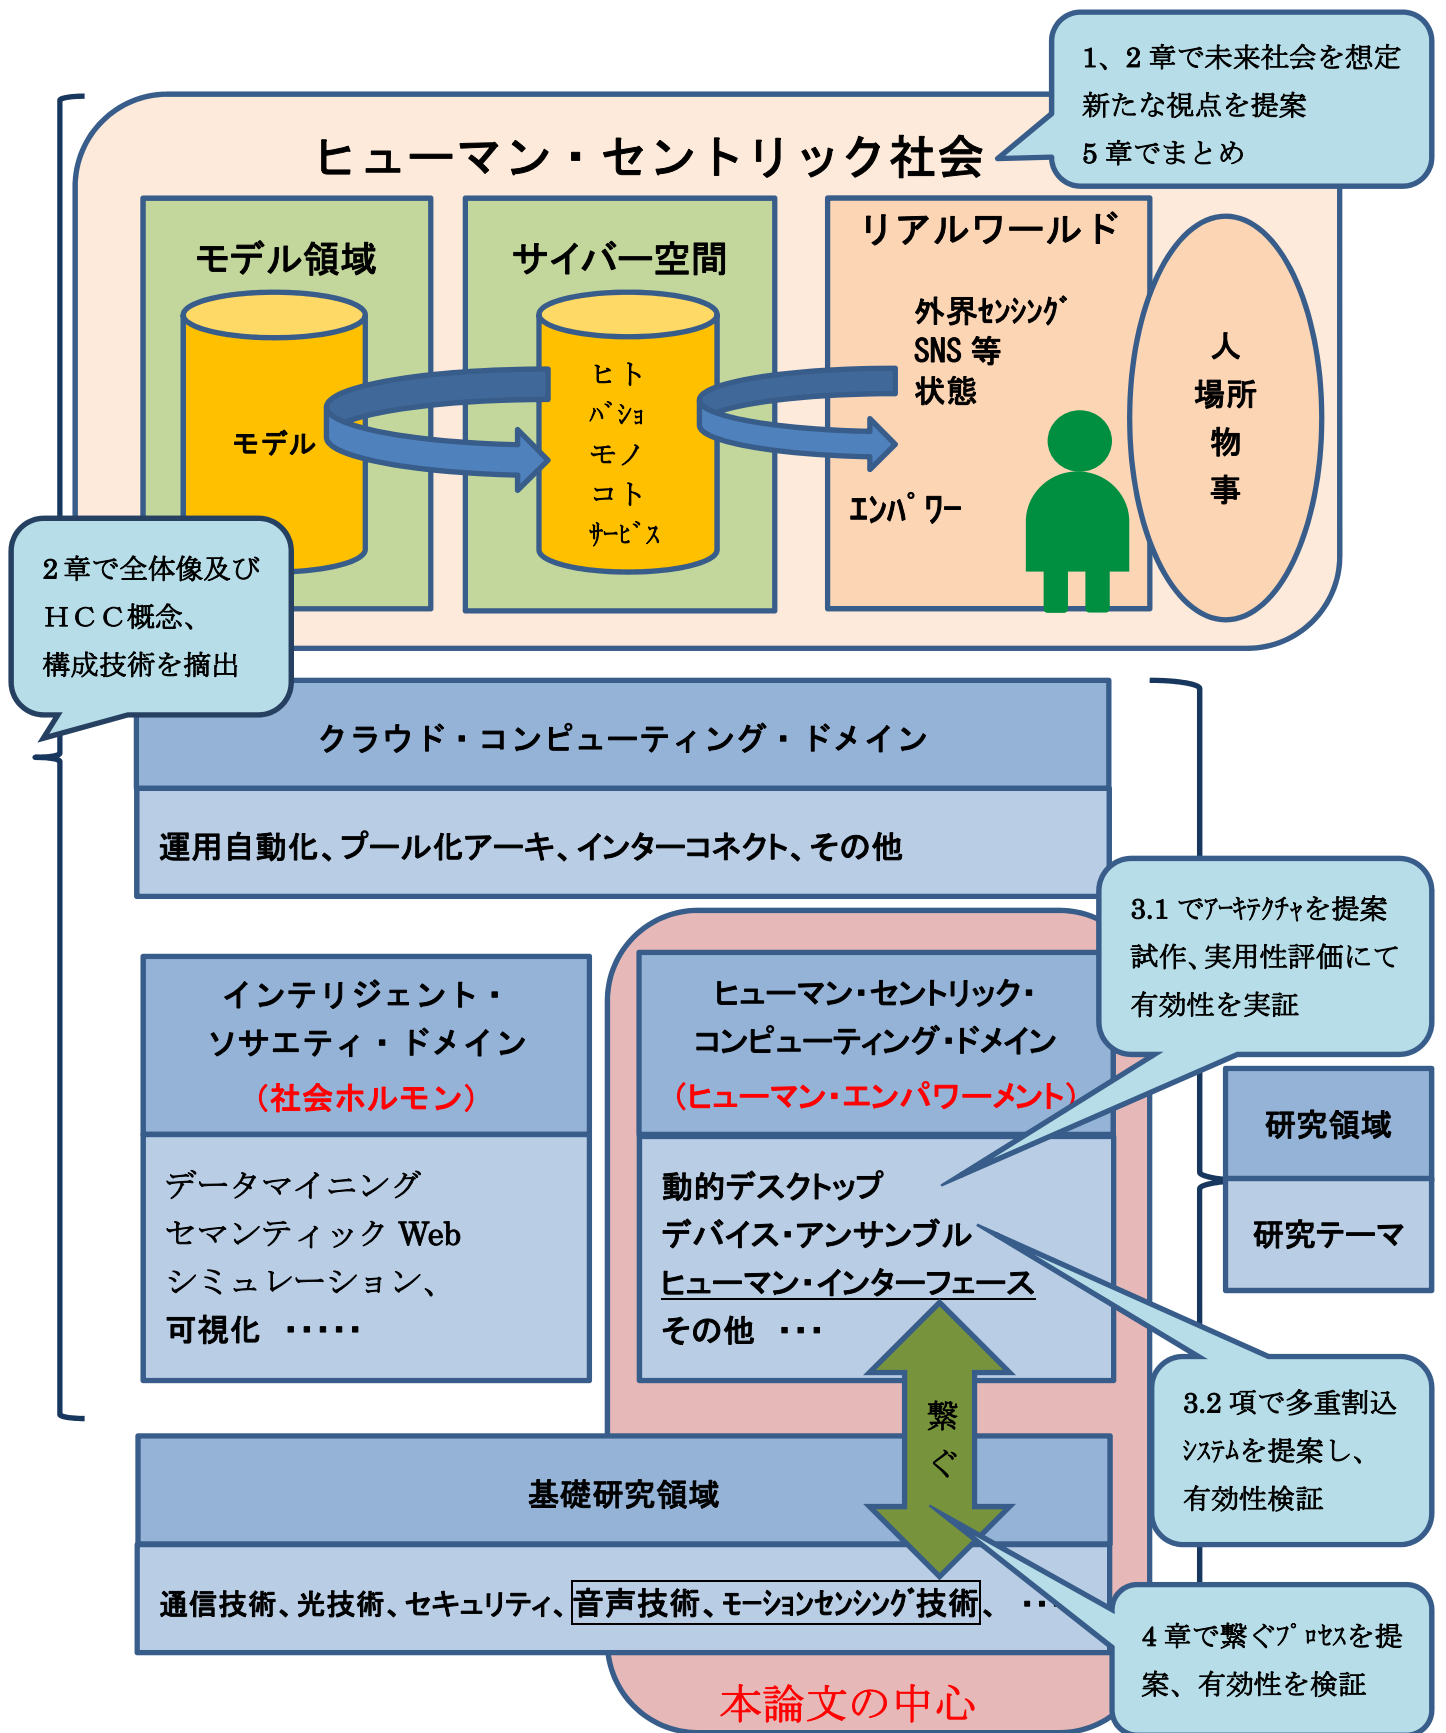 1、2 章で未来社会を想定
新たな視点を提案
5 章でまとめ
ヒューマン・セントリック社会
モデル領域
モデル
サイバー空間
ヒト
ﾊﾞｼｮ
モノ
コト
ｻｰﾋﾞｽ
リアルワールド
外界ｾﾝｼﾝｸﾞ
SNS 等
状態
ｴﾝﾊﾟﾜｰ
人
場所
物
事
2 章で全体像及び
ＨＣＣ概念、
構成技術を摘出
クラウド・コンピューティング・ドメイン
運用自動化、プール化アーキ、インターコネクト、その他
3.1 でｱｰｷﾃｸﾁｬを提案
試作、実用性評価にて
有効性を実証
インテリジェント・
ソサエティ・ドメイン
（社会ホルモン）
データマイニング
セマンティック Web
シミュレーション、
可視化 ・・・・・
ヒューマン・セントリック・
コンピューティング・ドメイン
（ヒューマン・エンパワーメント）
動的デスクトップ
デバイス・アンサンブル
ヒューマン・インターフェース
その他 ・・・
研究領域
研究テーマ
繋
ぐ
3.2 項で多重割込
ｼｽﾃﾑを提案し、
有効性検証
基礎研究領域
通信技術、光技術、セキュリティ、音声技術、ﾓｰｼｮﾝｾﾝｼﾝｸﾞ技術、 ・・・
4 章で繋ぐﾌﾟﾛｾｽを提
案、有効性を検証
本論文の中心